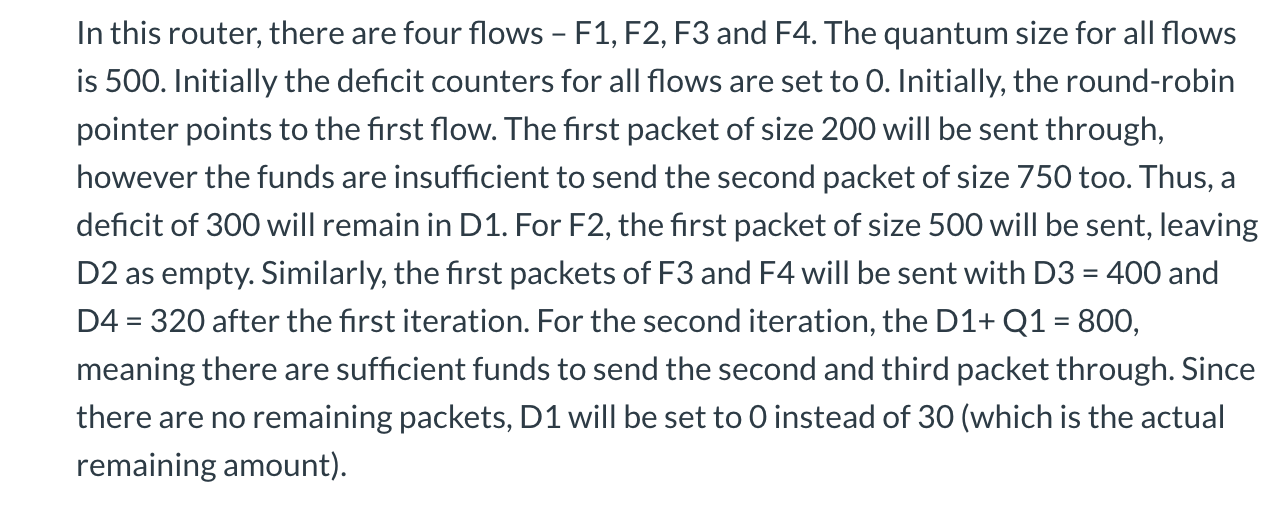 In this router, there are four flows – F1, F2, F3 and F4. The quantum size for all flows
is 500. Initially the deficit counters for all flows are set to 0. Initially, the round-robin
pointer points to the first flow. The first packet of size 200 will be sent through,
however the funds are insufficient to send the second packet of size 750 too. Thus, a
deficit of 300 will remain in D1. For F2, the first packet of size 500 will be sent, leaving
D2 as empty. Similarly, the first packets of F3 and F4 will be sent with D3 = 400 and
D4 = 320 after the first iteration. For the second iteration, the D1+ Q1 = 800,
meaning there are sufficient funds to send the second and third packet through. Since
there are no remaining packets, D1 will be set to 0 instead of 30 (which is the actual
remaining amount).